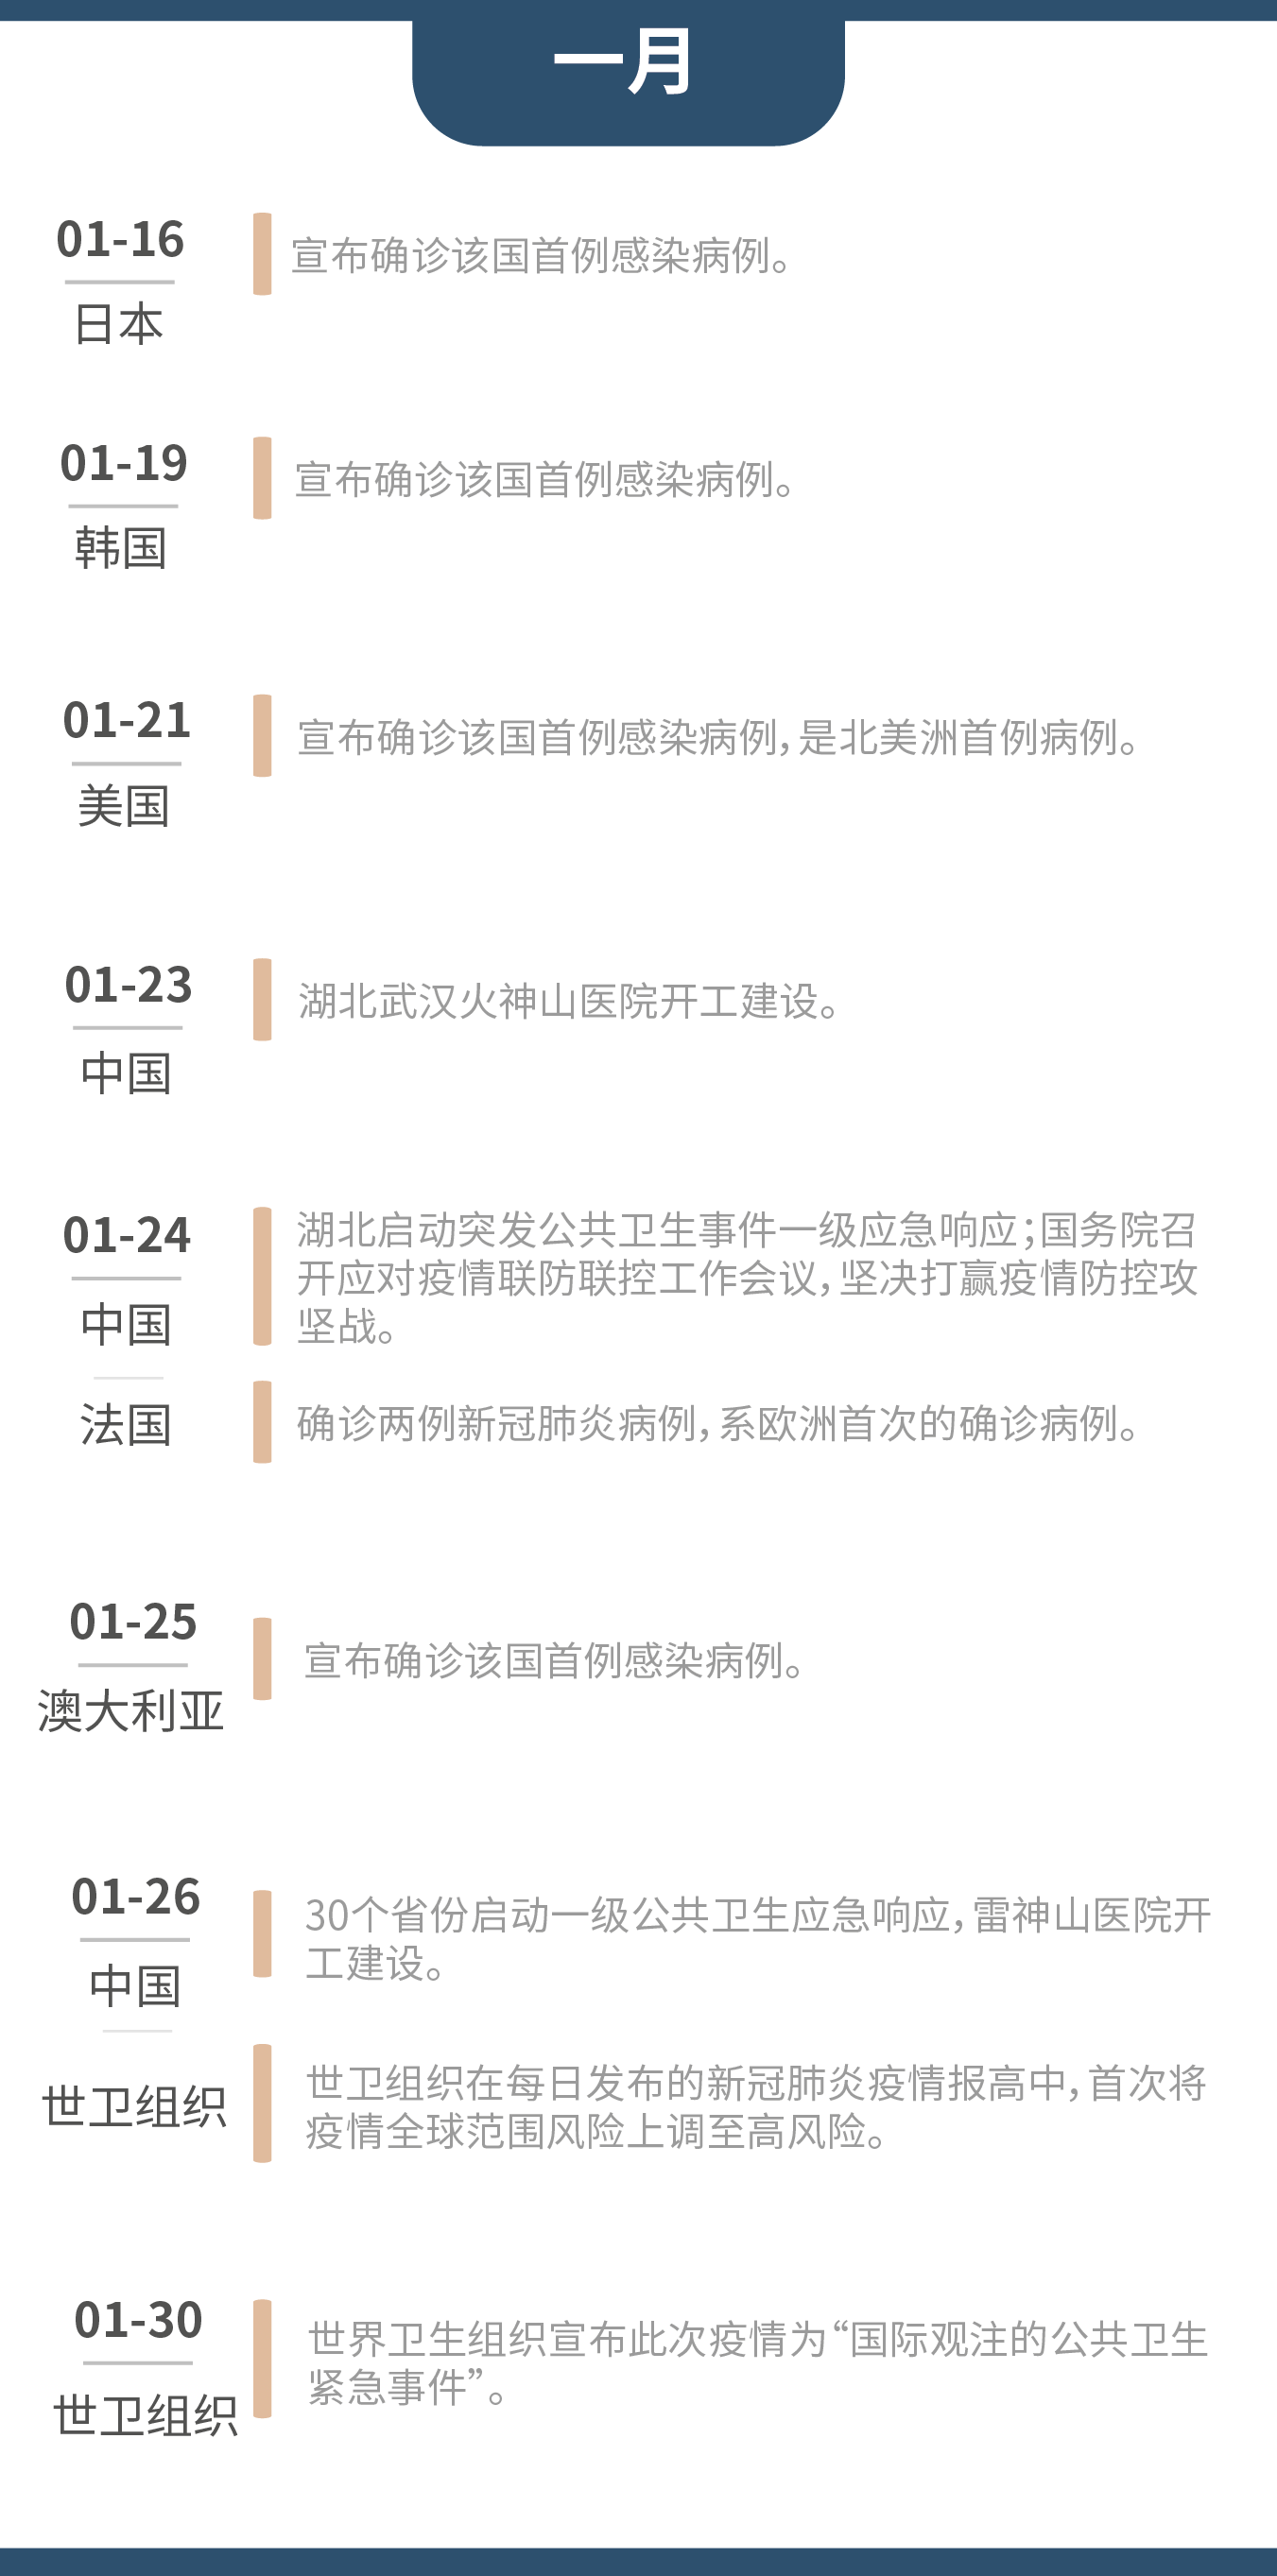 一月
01-16
日本
宣布确诊该国首例感染病例。
01-19
韩国
宣布确诊该国首例感染病例。
01-21
美国
宣布确诊该国首例感染病例，是北美洲首例病例。
01-23
中国
湖北武汉火神山医院开工建设。
01-24
中国
湖北启动突发公共卫生事件一级应急响应；国务院召
开应对疫情联防联控工作会议，坚决打赢疫情防控攻
坚战。
法国
确诊两例新冠肺炎病例，系欧洲首次的确诊病例。
01-25
澳大利亚
宣布确诊该国首例感染病例。
01-26
中国
30个省份启动一级公共卫生应急响应，雷神山医院开
工建设。
世卫组织
世卫组织在每日发布的新冠肺炎疫情报高中，首次将
疫情全球范围风险上调至高风险。
01-30
世卫组织
世界卫生组织宣布此次疫情为“国际观注的公共卫生
紧急事件”。